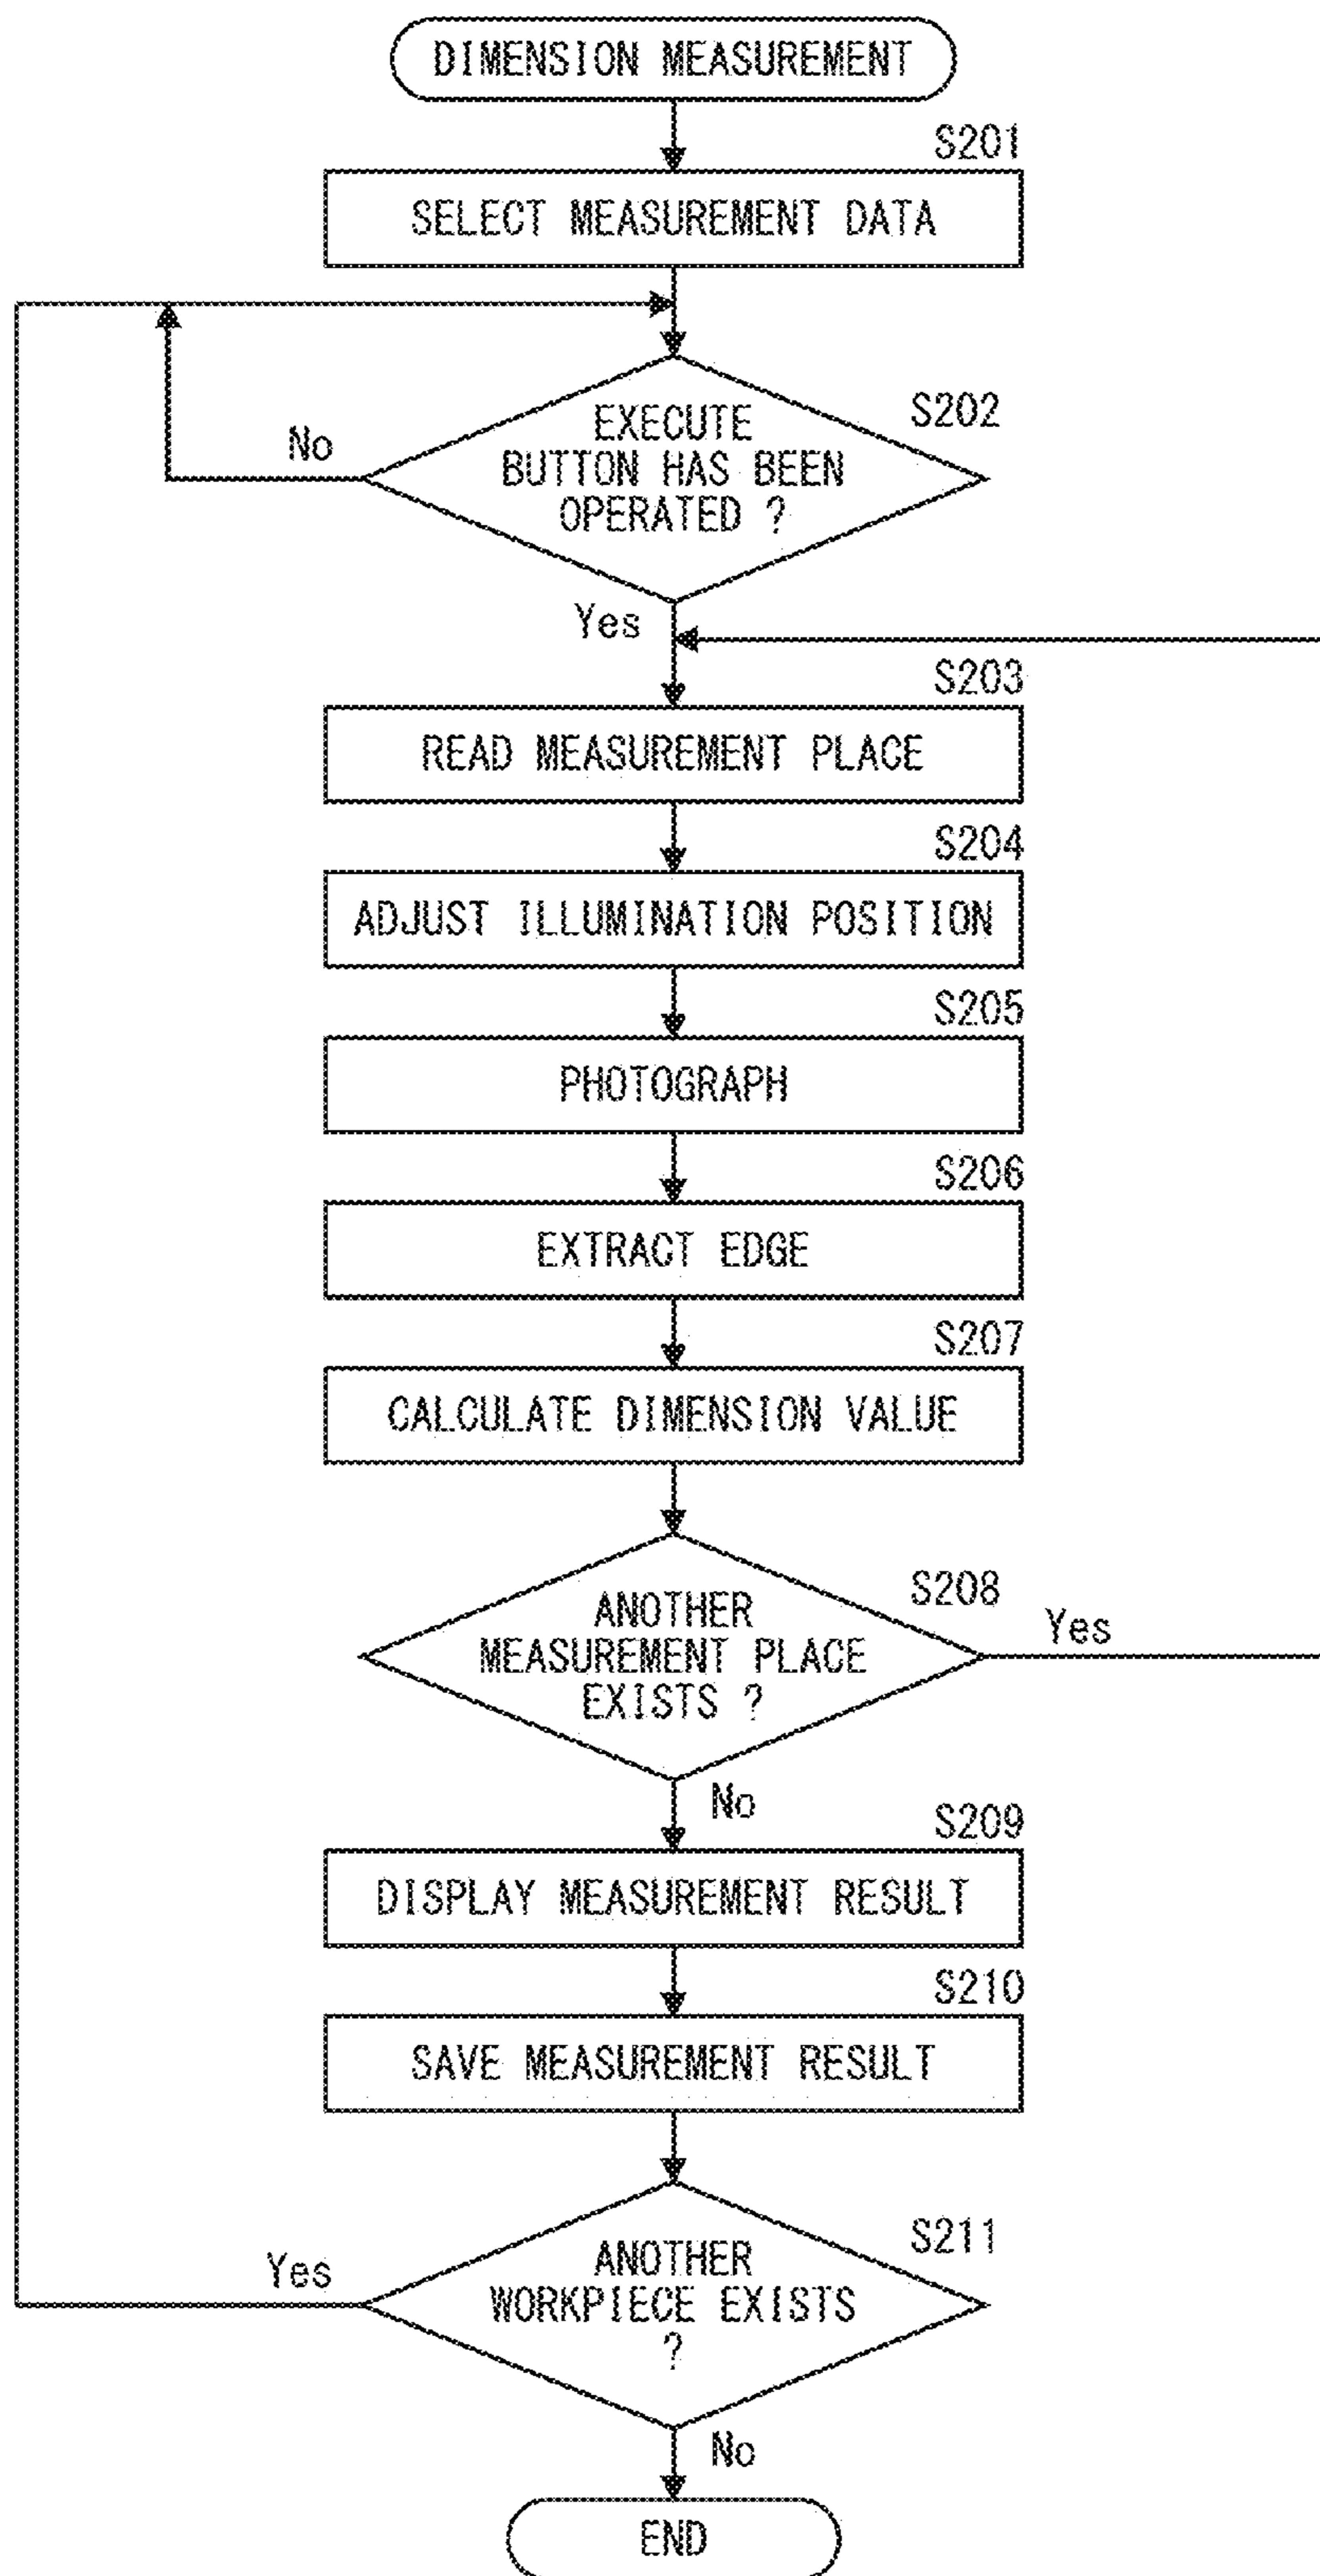 DIMENSION MEASUREMENT
S201
SELECT MEASUREMENT DATA
S202
EXECUTE
BUTTON HAS BEEN
OPERATED ?
No
Yes
S203
READ MEASUREMENT PLACE
S204
ADJUST ILLUMINATION POSITION
S205
PHOTOGRAPH
S206
EXTRACT EDGE
S207
CALCULATE DIMENSION VALUE
S208
ANOTHER
MEASUREMENT PLACE
EXISTS ?
Yes
No
S209
DISPLAY MEASUREMENT RESULT
S210
SAVE MEASUREMENT RESULT
S211
ANOTHER
WORKPIECE EXISTS
?
Yes
No
END